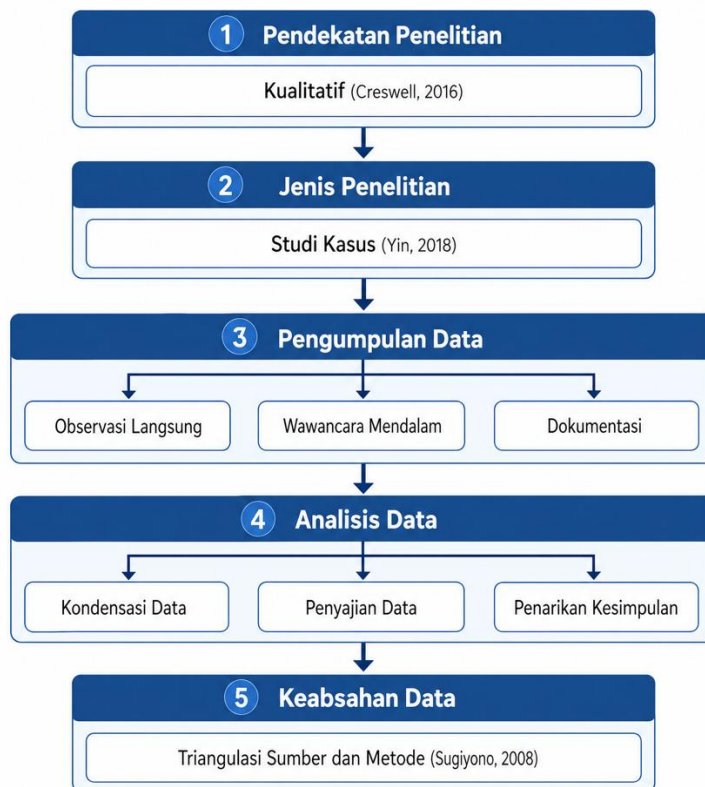 1 Pendekatan Penelitian
Kualitatif (Creswell, 2016)
2 Jenis Penelitian
Studi Kasus (Yin, 2018)
3 Pengumpulan Data
Observasi Langsung
Wawancara Mendalam
Dokumentasi
4 Analisis Data
Kondensasi Data
Penyajian Data
Penarikan Kesimpulan
5 Keabsahan Data
Triangulasi Sumber dan Metode (Sugiyono, 2008)